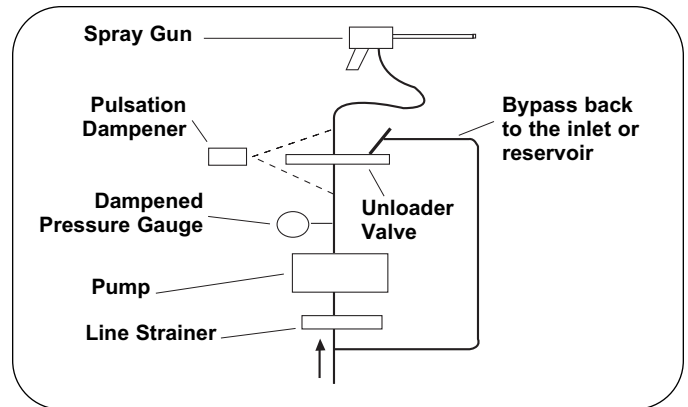 Spray Gun
Pulsation
Dampener
Bypass back
to the inlet or
reservoir
Dampened
Pressure Gauge
Unloader
Valve
Pump
Line Strainer